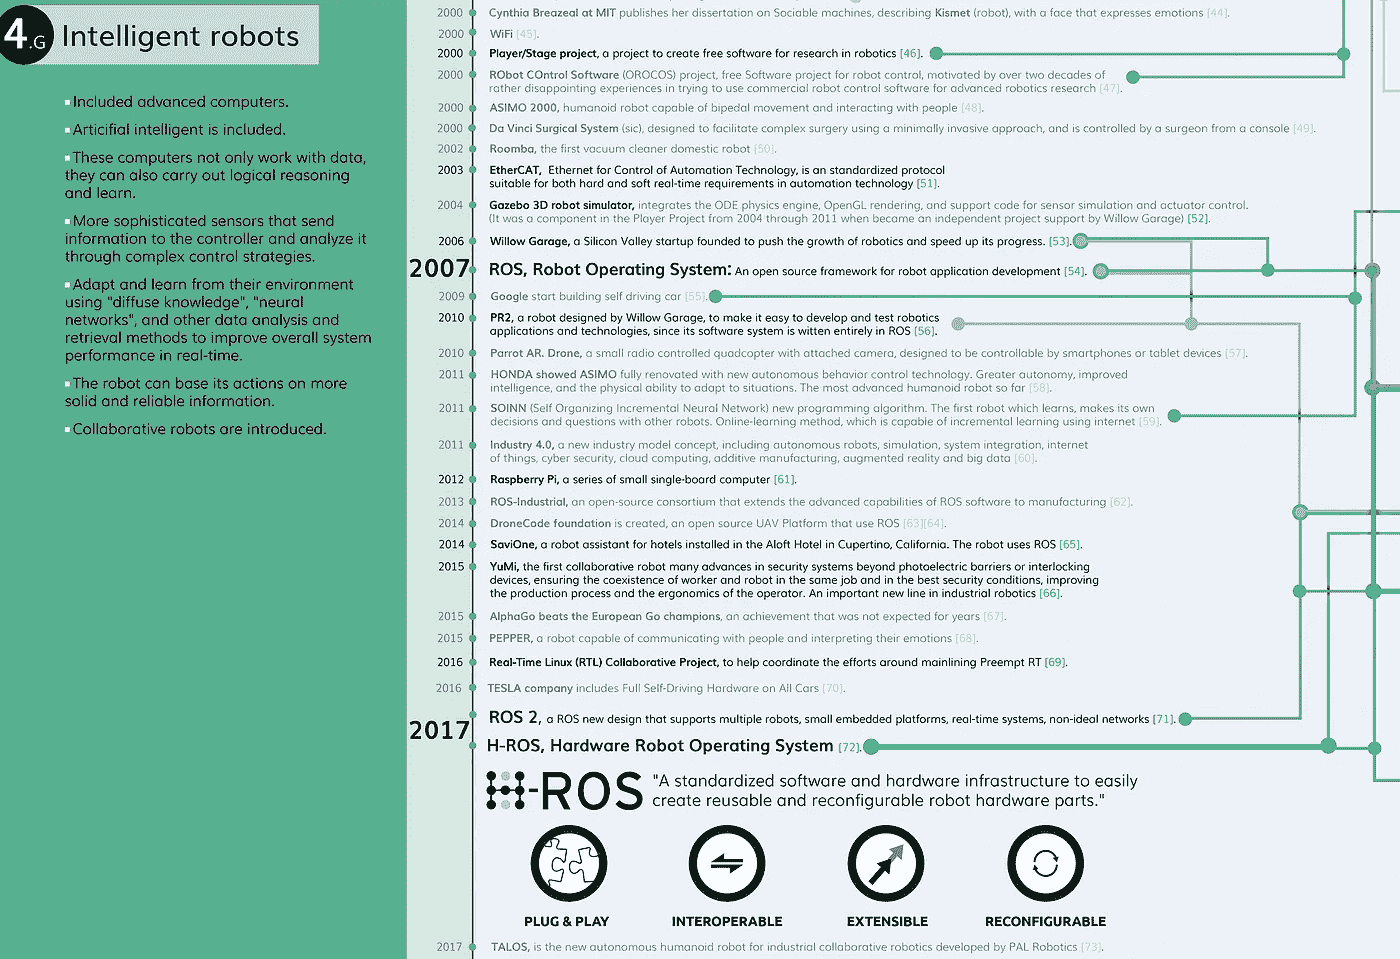 4.G Intelligent robots
▪Included advanced computers.
▪Articifial intelligent is included.
▪These computers not only work with data,
they can also carry out logical reasoning
and learn.
▪More sophisticated sensors that send
information to the controller and analyze it
through complex control strategies.
▪Adapt and learn from their environment
using "diffuse knowledge", "neural
networks", and other data analysis and
retrieval methods to improve overall system
performance in real-time.
▪The robot can base its actions on more
solid and reliable information.
▪Collaborative robots are introduced.
2000 Cynthia Breazeal at MIT publishes her dissertation on Sociable machines, describing Kismet (robot), with a face that expresses emotions [44].
2000 WiFi [45].
2000 Player/Stage project, a project to create free software for research in robotics [46].
2000 RObot COntrol Software (OROCOS) project, free Software project for robot control, motivated by over two decades of
rather disappointing experiences in trying to use commercial robot control software for advanced robotics research [47].
2000 ASIMO 2000, humanoid robot capable of bipedal movement and interacting with people [48].
2000 Da Vinci Surgical System (sic), designed to facilitate complex surgery using a minimally invasive approach, and is controlled by a surgeon from a console [49].
2002 Roomba, the first vacuum cleaner domestic robot [50].
2003 EtherCAT, Ethernet for Control of Automation Technology, is an standardized protocol
suitable for both hard and soft real-time requirements in automation technology [51].
2004 Gazebo 3D robot simulator, integrates the ODE physics engine, OpenGL rendering, and support code for sensor simulation and actuator control.
(It was a component in the Player Project from 2004 through 2011 when became an independent project support by Willow Garage) [52].
2006 Willow Garage, a Silicon Valley startup founded to push the growth of robotics and speed up its progress. [53].
2007 ROS, Robot Operating System: An open source framework for robot application development [54].
2009 Google start building self driving car [55].
2010 PR2, a robot designed by Willow Garage, to make it easy to develop and test robotics
applications and technologies, since its software system is witten entirely in ROS [56].
2010 Parrot AR. Drone, a small radio controlled quadcopter with attached camera, designed to be controllable by smartphones or tablet devices [57].
2011 HONDA showed ASIMO fully renovated with new autonomous behavior control technology. Greater autonomy, improved
intelligence, and the physical ability to adapt to situations. The most advanced humanoid robot so far [58].
2011 SOINN (Self Organizing Incremental Neural Network) new programming algorithm. The first robot which learns, makes its own
decisions and questions with other robots. Online-learning method, which is capable of incremental learning using internet [59].
2011 Industry 4.0, a new industry model concept, including autonomous robots, simulation, system integration, internet
of things, cyber security, cloud computing, additive manufacturing, augmented reality and big data [60].
2012 Raspberry Pi, a series of small single-board computer [61].
2013 ROS-Industrial, an open-source consortium that extends the advanced capabilities of ROS software to manufacturing [62].
2014 DroneCode foundation is created, an open source UAV Platform that use ROS [63][64].
2014 SaviOne, a robot assistant for hotels installed in the Aloft Hotel in Cupertino, California. The robot uses ROS [65].
2015 YuMi, the first collaborative robot many advances in security systems beyond photoelectric barriers or interlocking
devices, ensuring the coexistence of worker and robot in the same job and in the best security conditions, improving
the production process and the ergonomics of the operator. An important new line in industrial robotics [66].
2015 AlphaGo beats the European Go champions, an achievement that was not expected for years [67].
2015 PEPPER, a robot capable of communicating with people and interpreting their emotions [68].
2016 Real-Time Linux (RTL) Collaborative Project, to help coordinate the efforts around mainlining Preempt RT [69].
2016 TESLA company includes Full Self-Driving Hardware on All Cars [70].
2017 ROS 2, a ROS new design that supports multiple robots, small embedded platforms, real-time systems, non-ideal networks [71].
H-ROS, Hardware Robot Operating System [72].
H-ROS "A standardized software and hardware infrastructure to easily
create reusable and reconfigurable robot hardware parts."
PLUG & PLAY INTEROPERABLE EXTENSIBLE RECONFIGURABLE
2017 TALOS, is the new autonomous humanoid robot for industrial collaborative robotics developed by PAL Robotics [73].